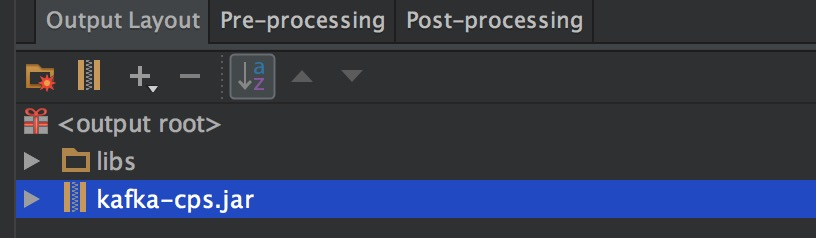 Output Layout Pre-processing Post-processing
a
z
<output root>
libs
kafka-cps.jar